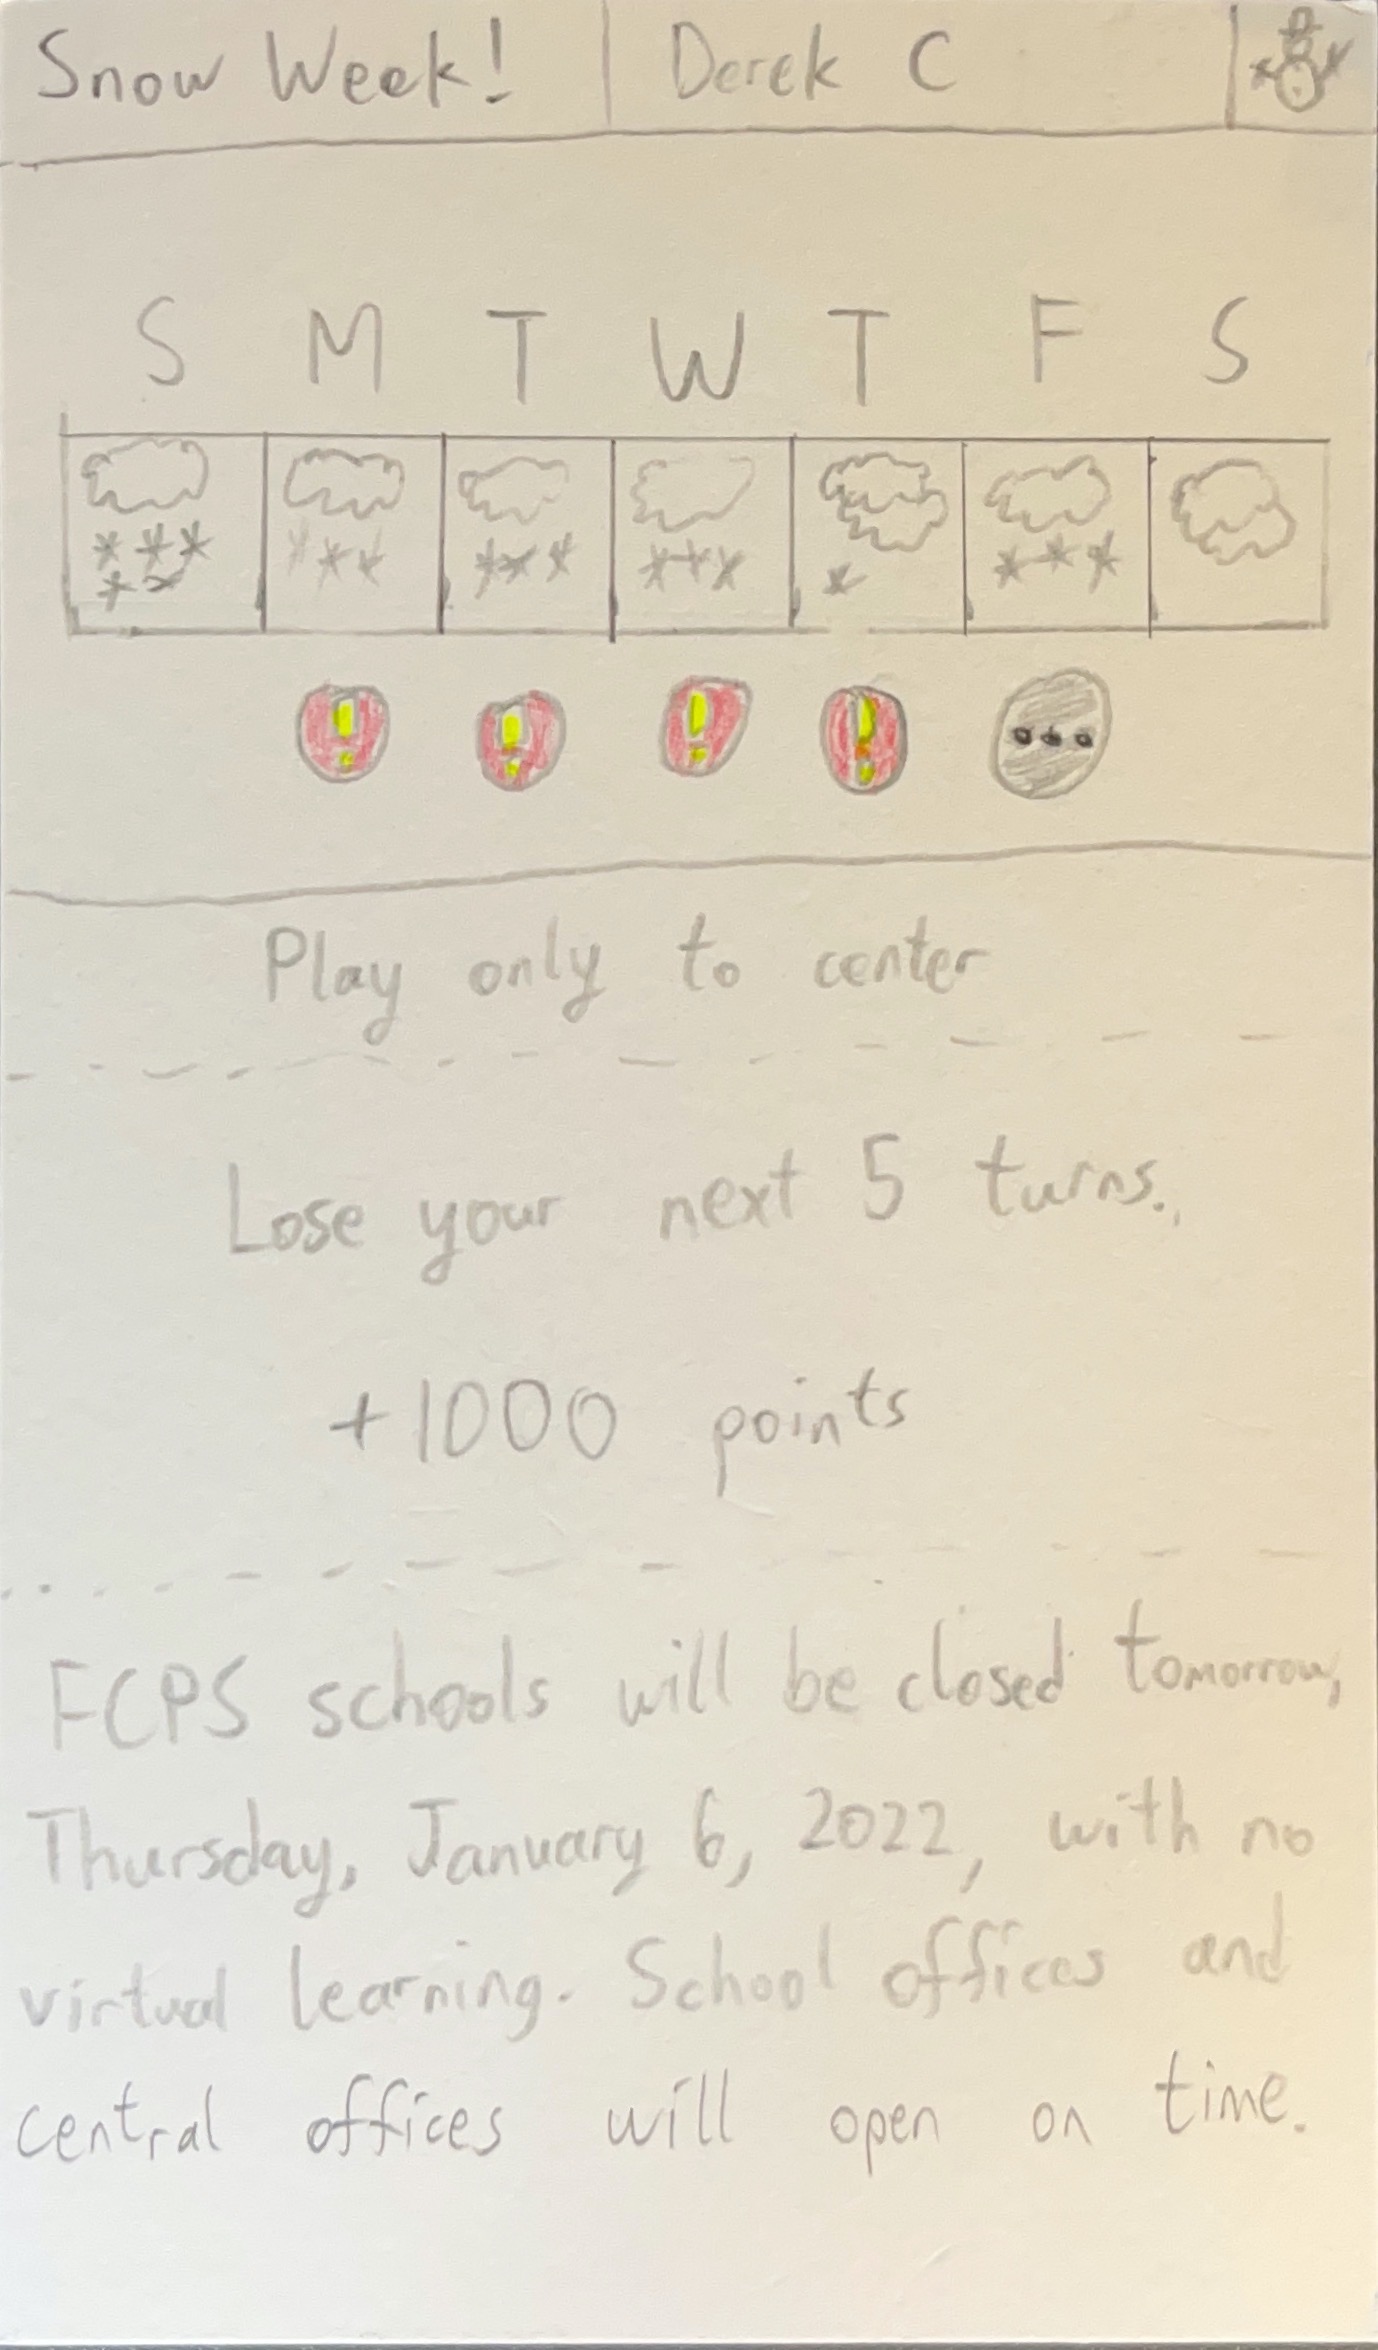 Snow Week! Derek C
S M T W T F S
Play only to center
Lose your next 5 turns.
+1000 points
FCPS schools will be closed tomorrow,
Thursday, January 6, 2022, with no
virtual learning. School offices and
central offices will open on time.